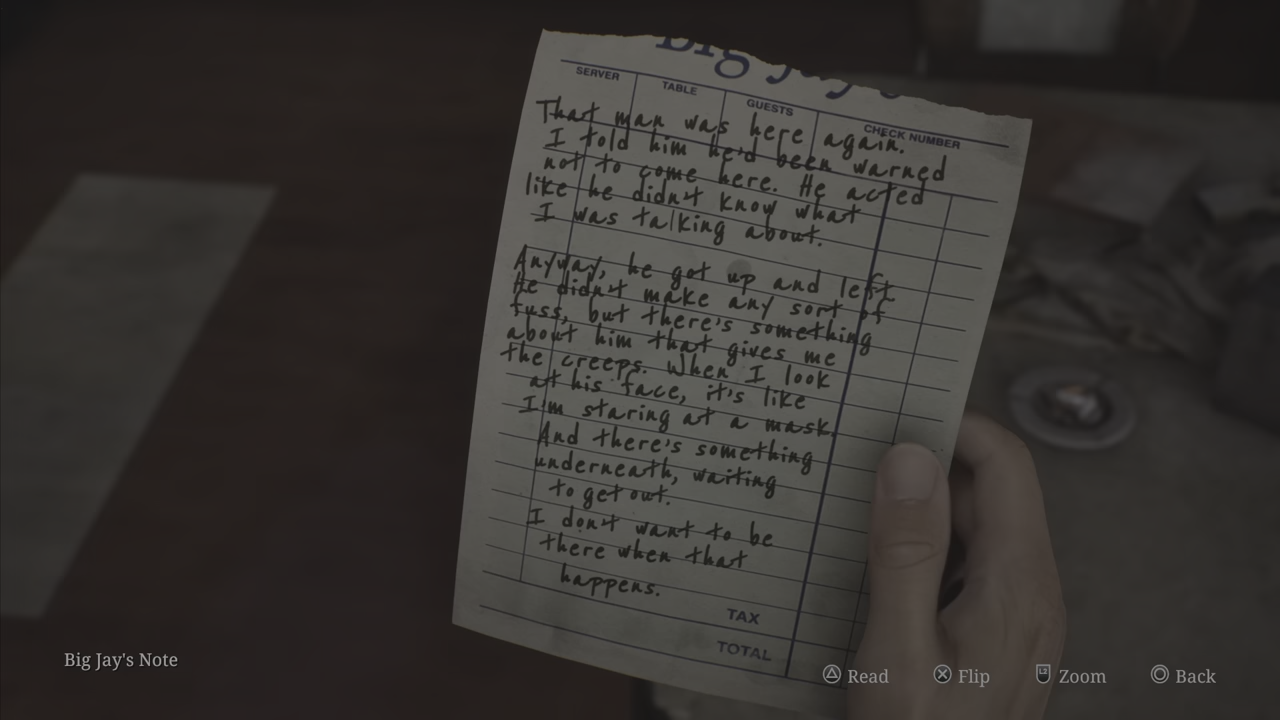 Big Jay's
SERVER TABLE GUESTS CHECK NUMBER
That man was here again.
I told him he'd been warned
not to come here. He acted
like he didn't know what
I was talking about.
Anyway, he got up and left
He didn't make any sort of
fuss, but there's something
about him that gives me
the creeps. When I look
at his face, it's like
I'm staring at a mask.
And there's something
underneath, waiting
to get out.
I don't want to be
there when that
happens.
TAX
TOTAL
Big Jay's Note
Read Flip L2 Zoom Back